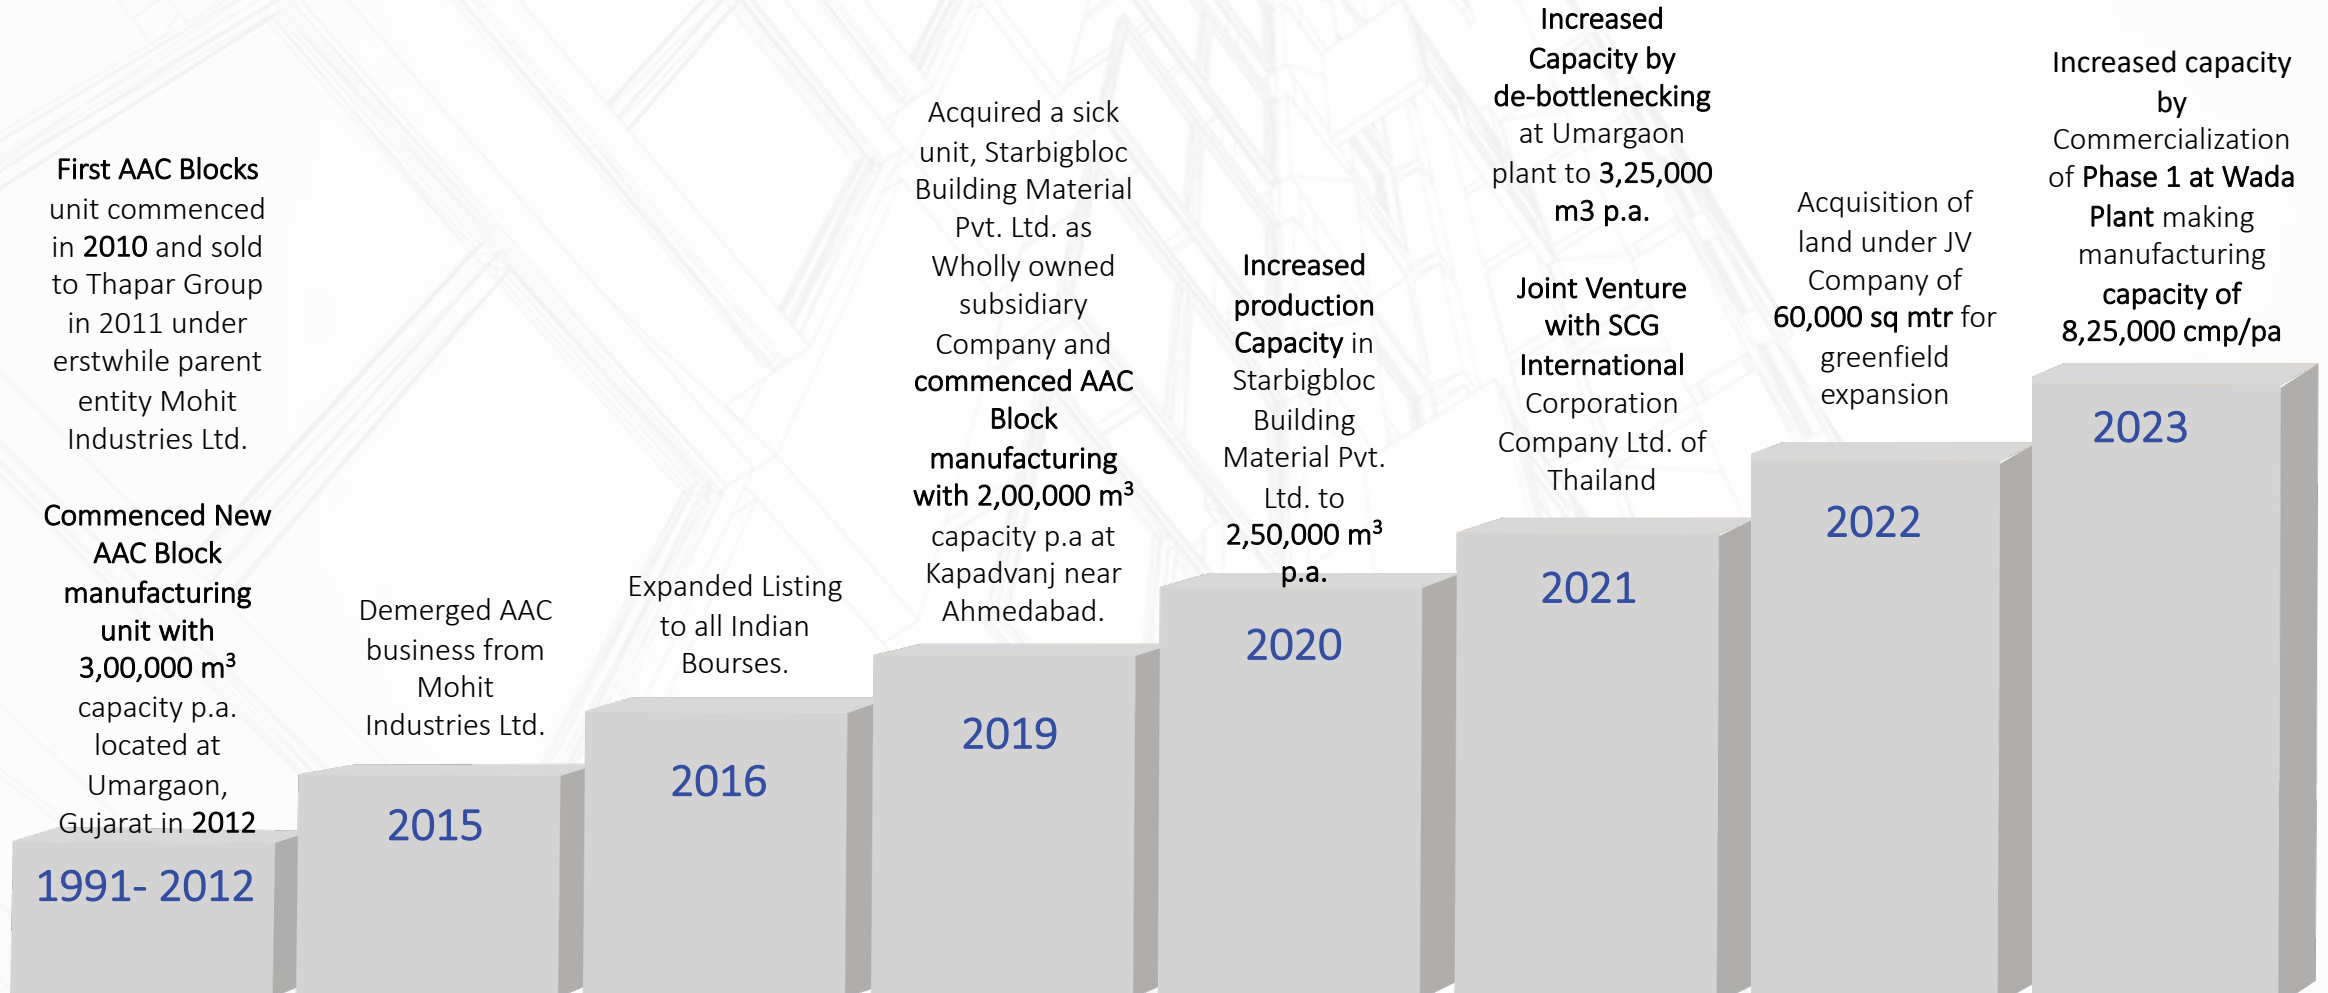 First AAC Blocks
unit commenced
in 2010 and sold
to Thapar Group
in 2011 under
erstwhile parent
entity Mohit
Industries Ltd.
Commenced New
AAC Block
manufacturing
unit with
3,00,000 m³
capacity p.a.
located at
Umargaon,
Gujarat in 2012
1991- 2012
Demerged AAC
business from
Mohit
Industries Ltd.
2015
Expanded Listing
to all Indian
Bourses.
2016
Acquired a sick
unit, Starbigbloc
Building Material
Pvt. Ltd. as
Wholly owned
subsidiary
Company and
commenced AAC
Block
manufacturing
with 2,00,000 m³
capacity p.a at
Kapadvanj near
Ahmedabad.
2019
Increased
production
Capacity in
Starbigbloc
Building
Material Pvt.
Ltd. to
2,50,000 m³
p.a.
2020
Increased
Capacity by
de-bottlenecking
at Umargaon
plant to 3,25,000
m3 p.a.
Joint Venture
with SCG
International
Corporation
Company Ltd. of
Thailand
2021
Acquisition of
land under JV
Company of
60,000 sq mtr for
greenfield
expansion
2022
Increased capacity
by
Commercialization
of Phase 1 at Wada
Plant making
manufacturing
capacity of
8,25,000 cmp/pa
2023